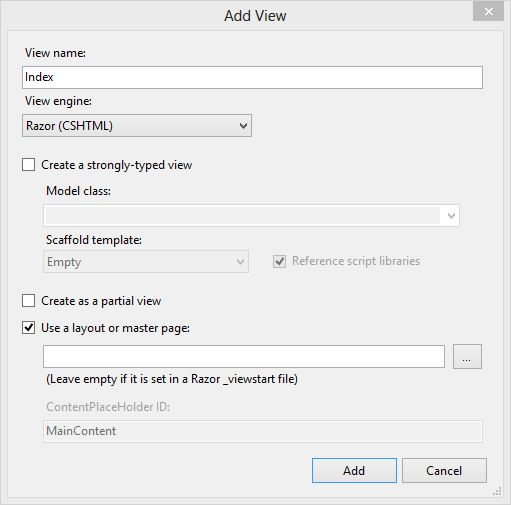 Add View
View name:
Index
View engine:
Razor (CSHTML)
Create a strongly-typed view
Model class:
Scaffold template:
Empty
Reference script libraries
Create as a partial view
Use a layout or master page:
...
(Leave empty if it is set in a Razor _viewstart file)
ContentPlaceHolder ID:
MainContent
Add
Cancel